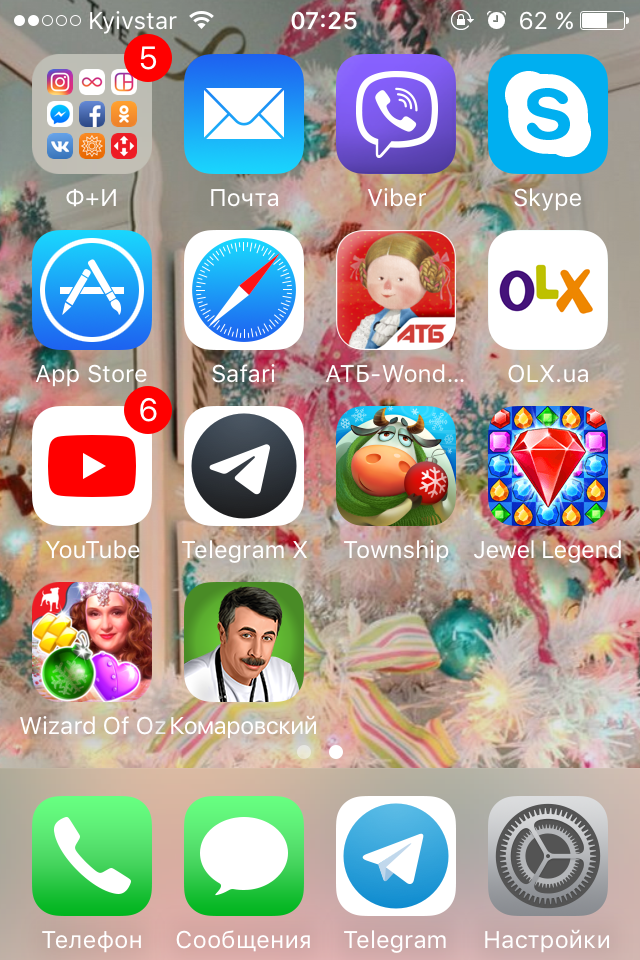 Kyivstar 07:25 62 %
5
Ф+И Почта Viber Skype
АТБ OLX
App Store Safari АТБ-Wond... OLX.ua
6
YouTube Telegram X Township Jewel Legend
Wizard Of Oz Комаровский
Телефон Сообщения Telegram Настройки